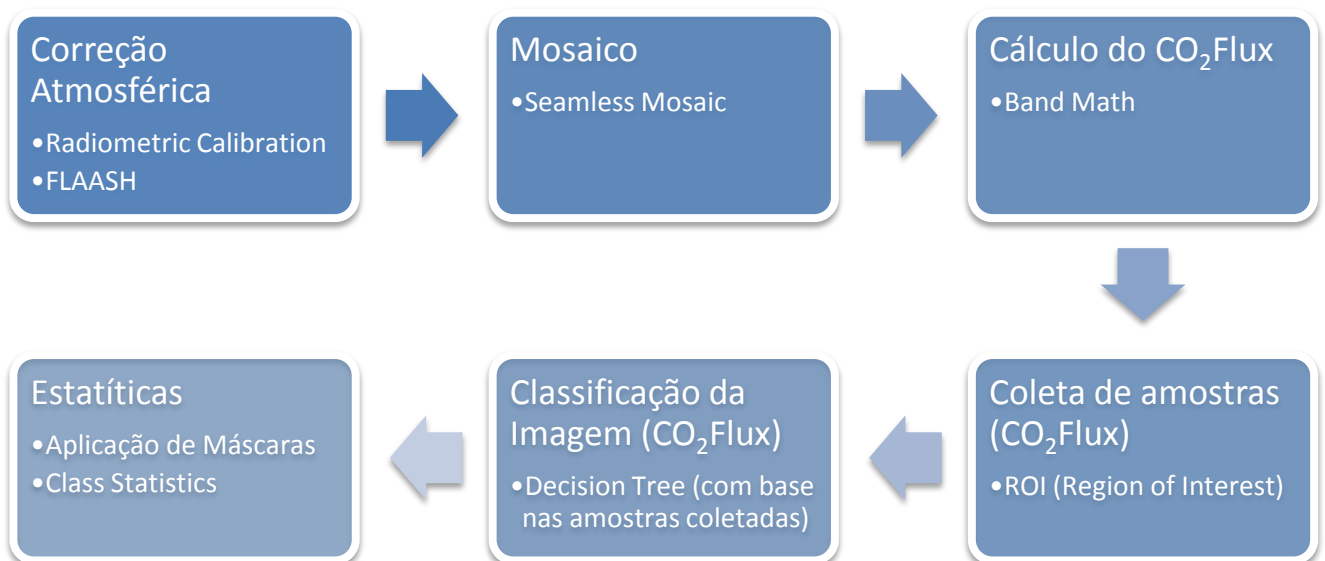 Correção
Atmosférica
•Radiometric Calibration
•FLAASH
Mosaico
•Seamless Mosaic
Cálculo do CO₂Flux
•Band Math
Coleta de amostras
(CO₂Flux)
•ROI (Region of Interest)
Classificação da
Imagem (CO₂Flux)
•Decision Tree (com base
nas amostras coletadas)
Estatíticas
•Aplicação de Máscaras
•Class Statistics